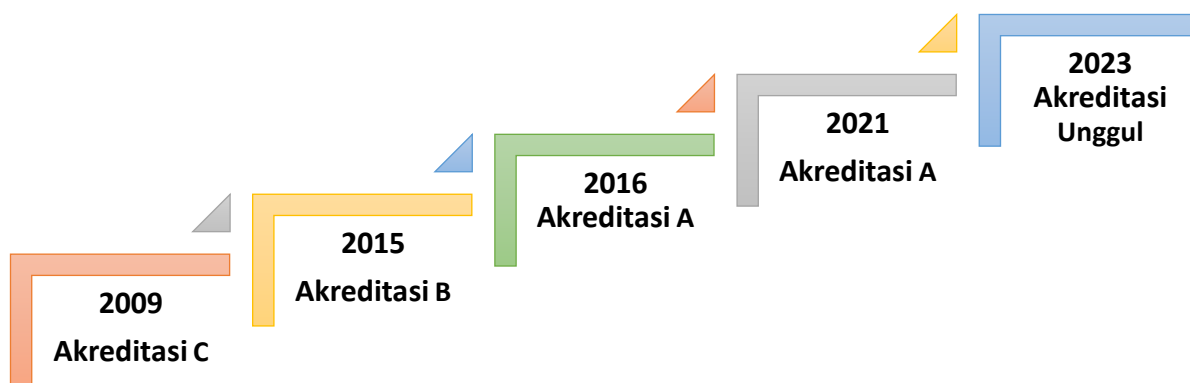 2009
Akreditasi C
2015
Akreditasi B
2016
Akreditasi A
2021
Akreditasi A
2023
Akreditasi
Unggul